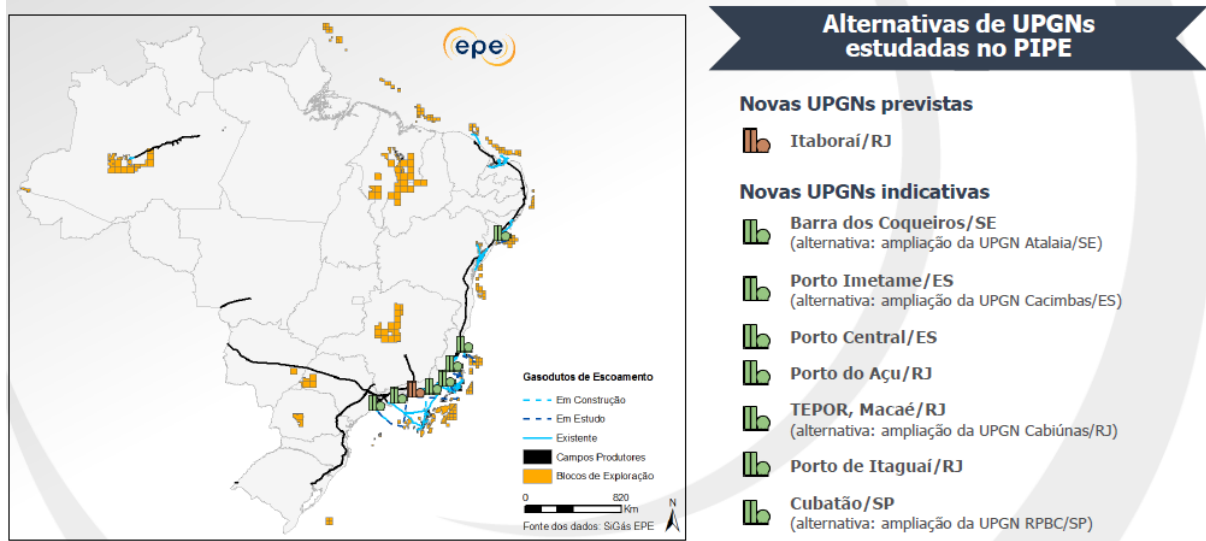 epe
Gasodutos de Escoamento
Em Construção
Em Estudo
Existente
Campos Produtores
Blocos de Exploração
0 820
Km
N
Fonte dos dados: SiGás EPE
Alternativas de UPGNs
estudadas no PIPE
Novas UPGNs previstas
Itaboraí/RJ
Novas UPGNs indicativas
Barra dos Coqueiros/SE
(alternativa: ampliação da UPGN Atalaia/SE)
Porto Imetame/ES
(alternativa: ampliação da UPGN Cacimbas/ES)
Porto Central/ES
Porto do Açu/RJ
TEPOR, Macaé/RJ
(alternativa: ampliação da UPGN Cabiúnas/RJ)
Porto de Itaguaí/RJ
Cubatão/SP
(alternativa: ampliação da UPGN RPBC/SP)